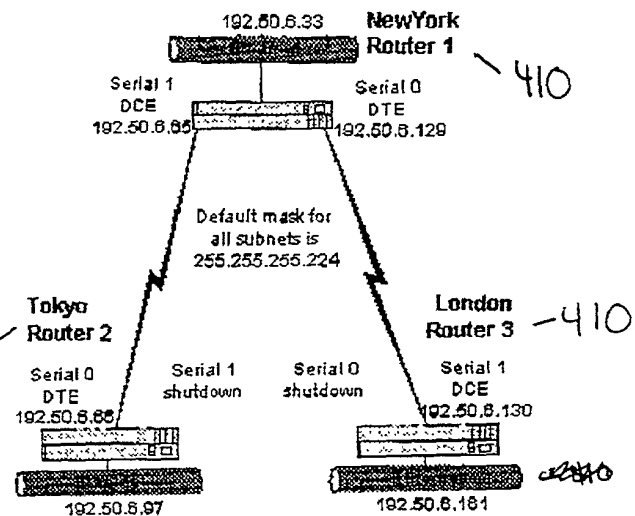 192.50.6.33
NewYork
Router 1
410
Serial 1
DCE
192.50.6.65
Serial 0
DTE
192.50.6.129
Default mask for
all subnets is
255.255.255.224
Tokyo
Router 2
London
Router 3
410
Serial 0
DTE
192.50.6.66
Serial 1
shutdown
Serial 0
shutdown
Serial 1
DCE
192.50.6.130
192.50.6.97
192.50.6.161